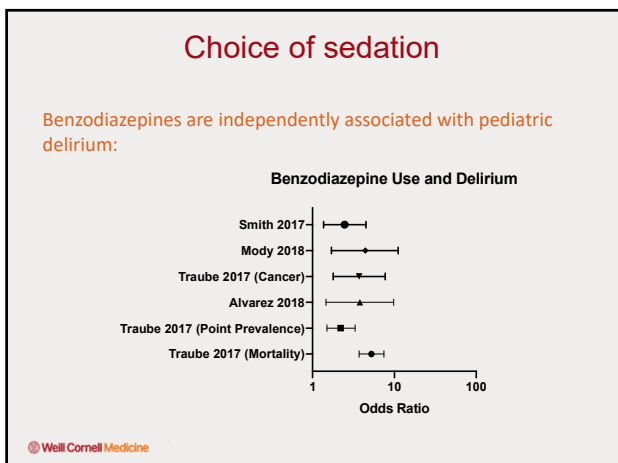 Choice of sedation
Benzodiazepines are independently associated with pediatric
delirium:
Benzodiazepine Use and Delirium
Smith 2017
Mody 2018
Traube 2017 (Cancer)
Alvarez 2018
Traube 2017 (Point Prevalence)
Traube 2017 (Mortality)
1 10 100
Odds Ratio
Weill Cornell Medicine